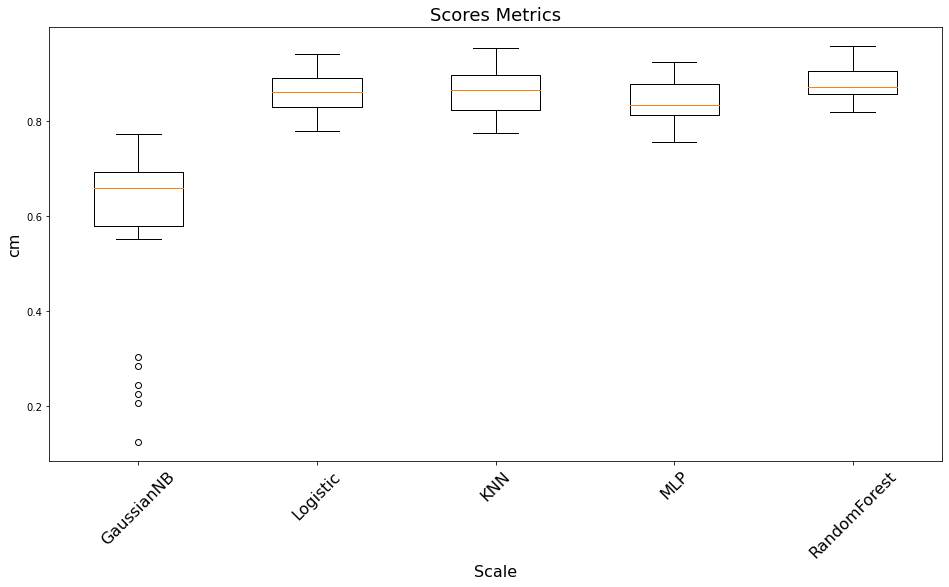 Scores Metrics
cm
0.8
0.6
0.4
0.2
GaussianNB
Logistic
KNN
MLP
RandomForest
Scale